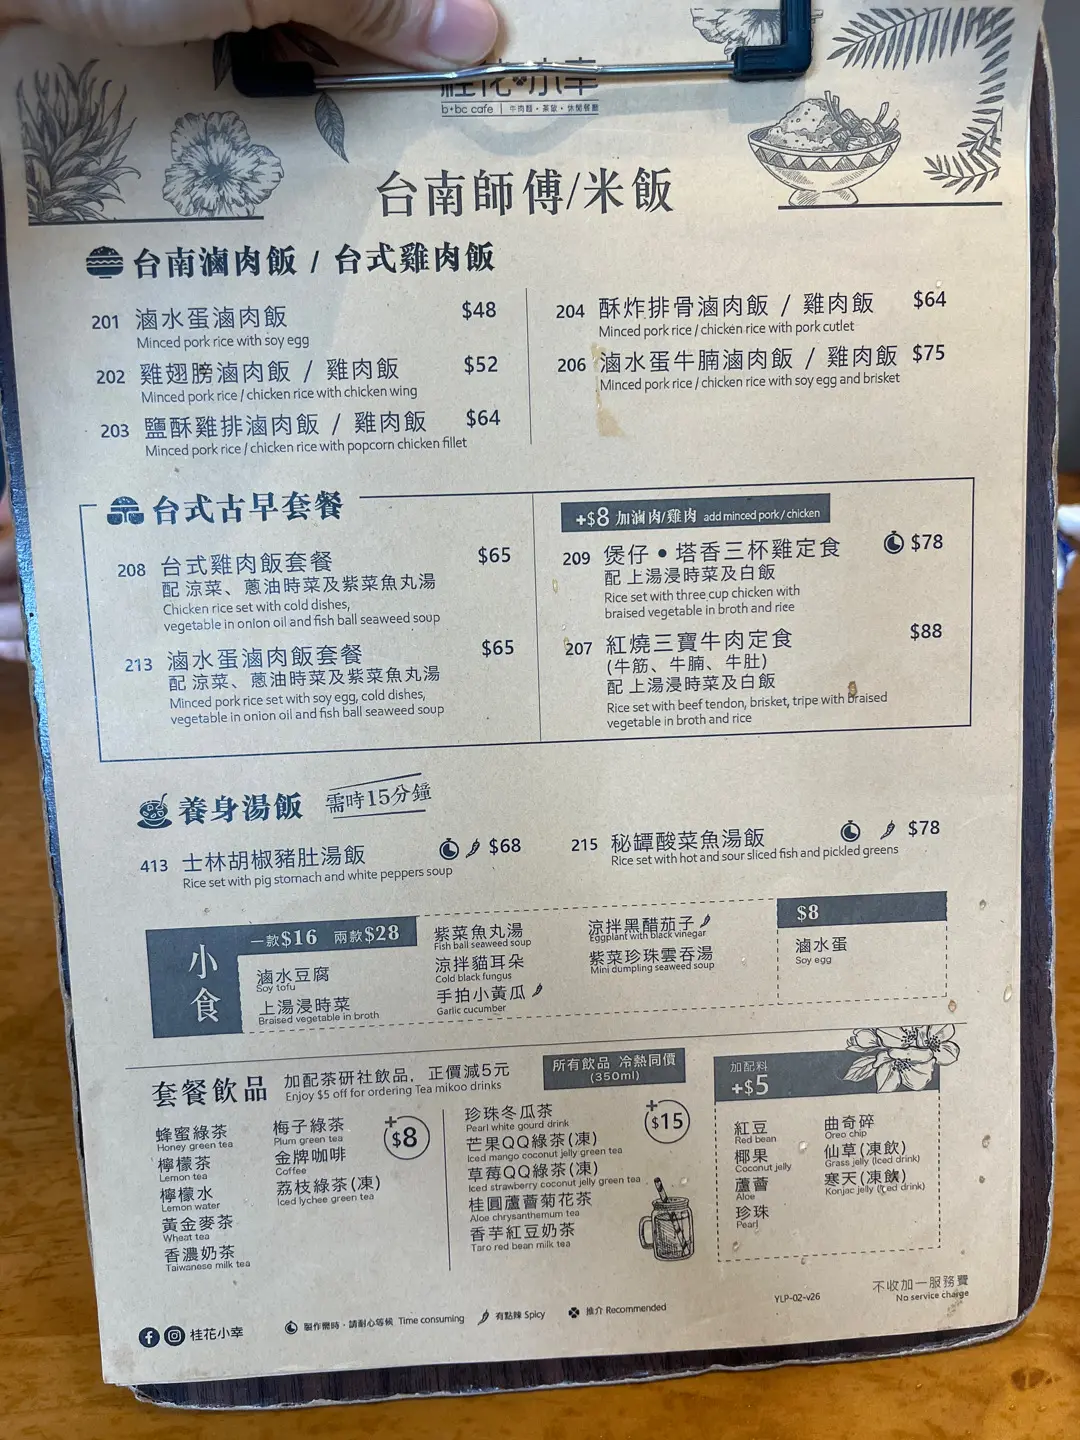 桂花小幸
b+bc cafe | 牛肉麵・茶飲・休閒餐廳
台南師傅/米飯
台南滷肉飯 / 台式雞肉飯
201 滷水蛋滷肉飯 $48
Minced pork rice with soy egg
202 雞翅膀滷肉飯 / 雞肉飯 $52
Minced pork rice / chicken rice with chicken wing
203 鹽酥雞排滷肉飯 / 雞肉飯 $64
Minced pork rice / chicken rice with popcorn chicken fillet
204 酥炸排骨滷肉飯 / 雞肉飯 $64
Minced pork rice / chicken rice with pork cutlet
206 滷水蛋牛腩滷肉飯 / 雞肉飯 $75
Minced pork rice / chicken rice with soy egg and brisket
台式古早套餐
208 台式雞肉飯套餐 $65
配 涼菜、蔥油時菜及紫菜魚丸湯
Chicken rice set with cold dishes,
vegetable in onion oil and fish ball seaweed soup
213 滷水蛋滷肉飯套餐 $65
配 涼菜、蔥油時菜及紫菜魚丸湯
Minced pork rice set with soy egg, cold dishes,
vegetable in onion oil and fish ball seaweed soup
+$8 加滷肉/雞肉 add minced pork / chicken
209 煲仔•塔香三杯雞定食 $78
配 上湯浸時菜及白飯
Rice set with three cup chicken with
braised vegetable in broth and rice
207 紅燒三寶牛肉定食 $88
(牛筋、牛腩、牛肚)
配 上湯浸時菜及白飯
Rice set with beef tendon, brisket, tripe with braised
vegetable in broth and rice
養身湯飯 需時15分鐘
413 士林胡椒豬肚湯飯 $68
Rice set with pig stomach and white peppers soup
215 秘罈酸菜魚湯飯 $78
Rice set with hot and sour sliced fish and pickled greens
小食
一款$16 兩款$28
滷水豆腐
Soy tofu
上湯浸時菜
Braised vegetable in broth
紫菜魚丸湯
Fish ball seaweed soup
涼拌貓耳朵
Cold black fungus
手拍小黃瓜
Garlic cucumber
涼拌黑醋茄子
Eggplant with black vinegar
紫菜珍珠雲吞湯
Mini dumpling seaweed soup
$8
滷水蛋
Soy egg
套餐飲品 加配茶研社飲品，正價減5元
Enjoy $5 off for ordering Tea mikoo drinks
所有飲品 冷熱同價
(350ml)
蜂蜜綠茶
Honey green tea
檸檬茶
Lemon tea
檸檬水
Lemon water
黃金麥茶
Wheat tea
香濃奶茶
Taiwanese milk tea
梅子綠茶
Plum green tea
金牌咖啡
Coffee
荔枝綠茶(凍)
Iced lychee green tea
+$8
珍珠冬瓜茶
Pearl white gourd drink
芒果QQ綠茶(凍)
Iced mango coconut jelly green tea
草莓QQ綠茶(凍)
Iced strawberry coconut jelly green tea
桂圓蘆薈菊花茶
Aloe chrysanthemum tea
香芋紅豆奶茶
Taro red bean milk tea
+$15
加配料
+$5
紅豆
Red bean
椰果
Coconut jelly
蘆薈
Aloe
珍珠
Pearl
曲奇碎
Oreo chip
仙草(凍飲)
Grass jelly (Iced drink)
寒天(凍飲)
Konjac jelly (Iced drink)
不收加一服務費
No service charge
YLP-02-v26
桂花小幸
製作需時・請耐心等候 Time consuming
有點辣 Spicy
推介 Recommended